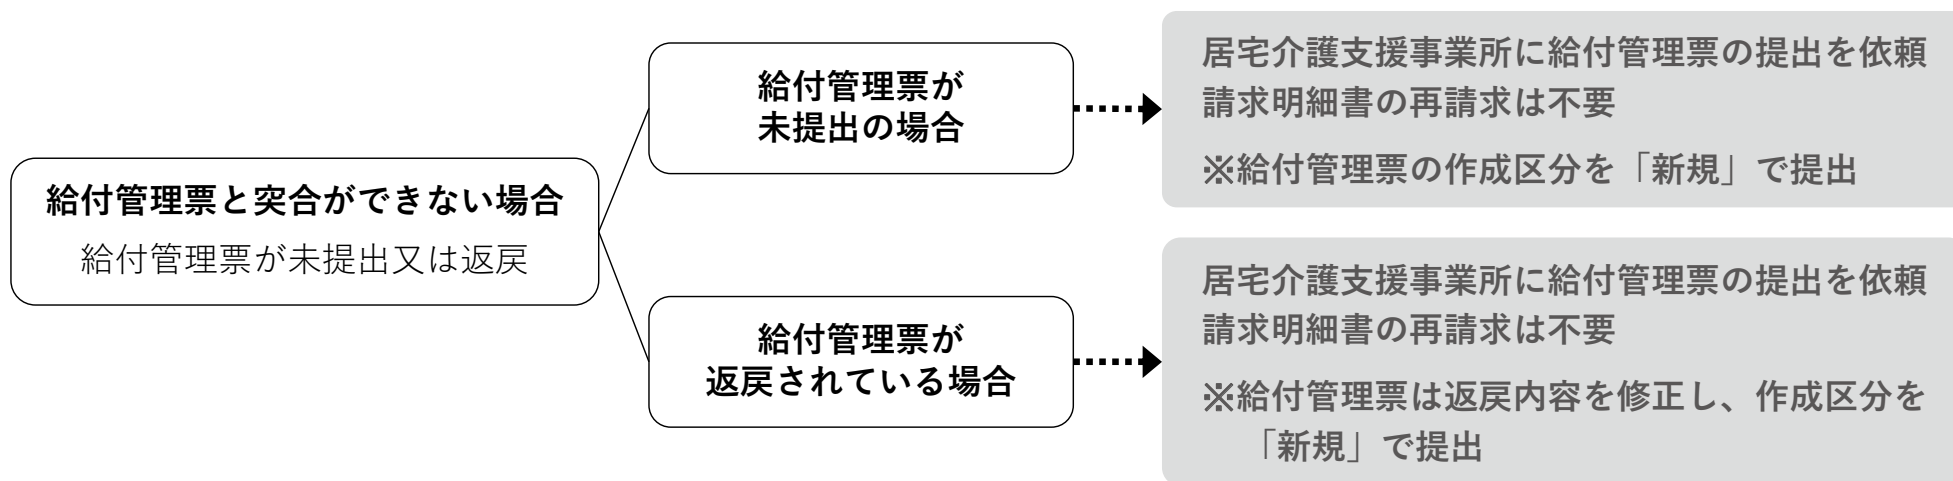 給付管理票と突合ができない場合
給付管理票が未提出又は返戻
給付管理票が
未提出の場合
居宅介護支援事業所に給付管理票の提出を依頼
請求明細書の再請求は不要
※給付管理票の作成区分を「新規」で提出
給付管理票が
返戻されている場合
居宅介護支援事業所に給付管理票の提出を依頼
請求明細書の再請求は不要
※給付管理票は返戻内容を修正し、作成区分を
「新規」で提出